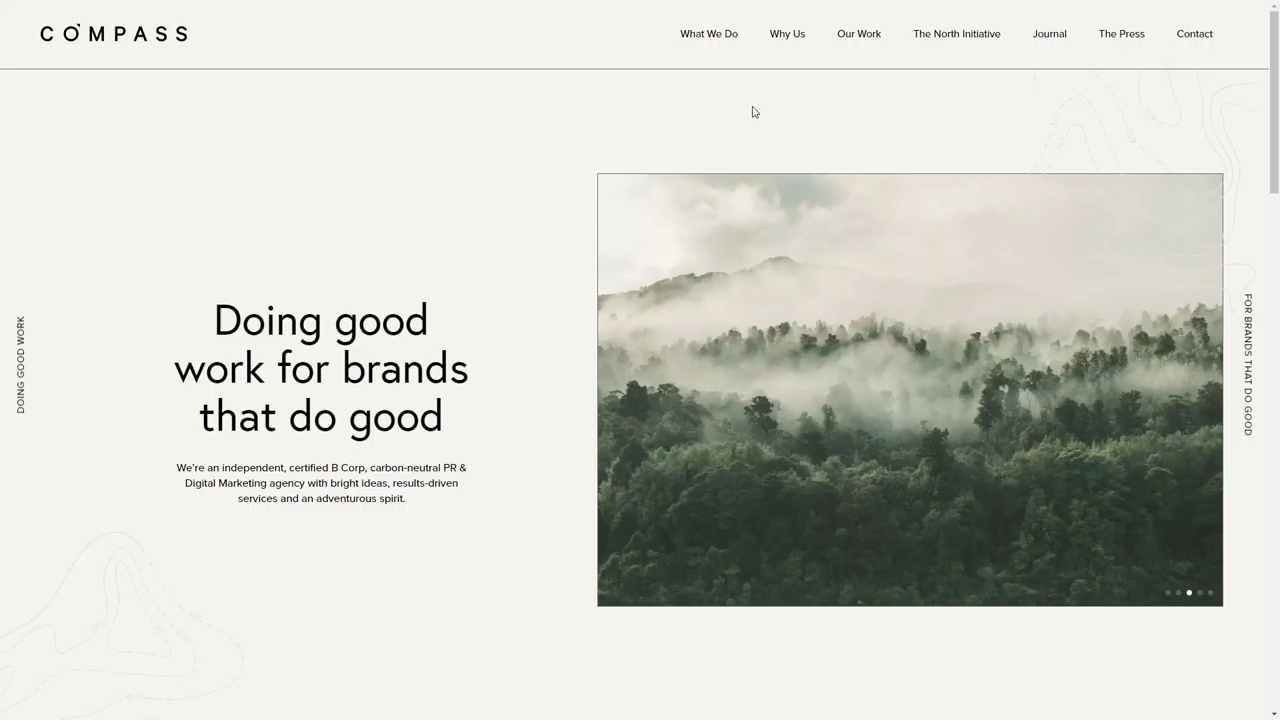 COMPASS
What We Do
Why Us
Our Work
The North Initiative
Journal
The Press
Contact
DOING GOOD WORK
Doing good
work for brands
that do good
We're an independent, certified B Corp, carbon-neutral PR &
Digital Marketing agency with bright ideas, results-driven
services and an adventurous spirit.
FOR BRANDS THAT DO GOOD